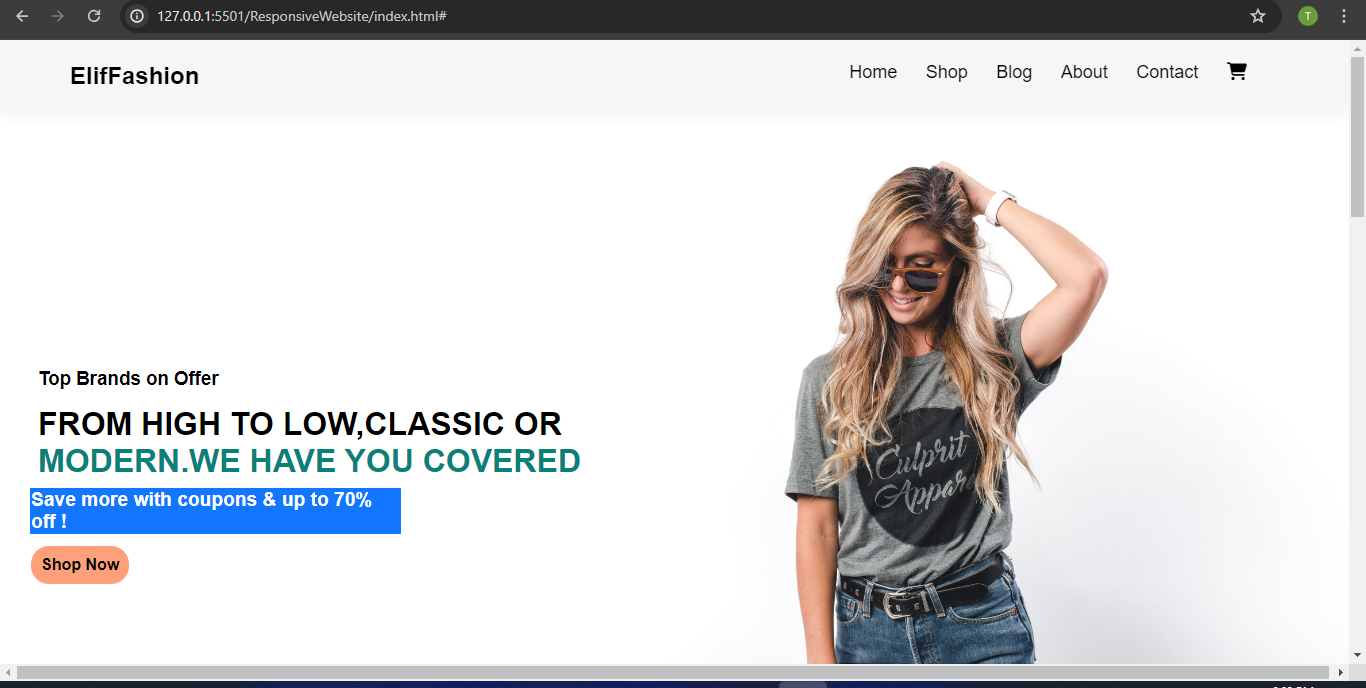 127.0.0.1:5501/ResponsiveWebsite/index.html#
T
ElifFashion
Home Shop Blog About Contact
Top Brands on Offer
FROM HIGH TO LOW,CLASSIC OR
MODERN.WE HAVE YOU COVERED
Culprit
Save more with coupons & up to 70%
off !
Shop Now